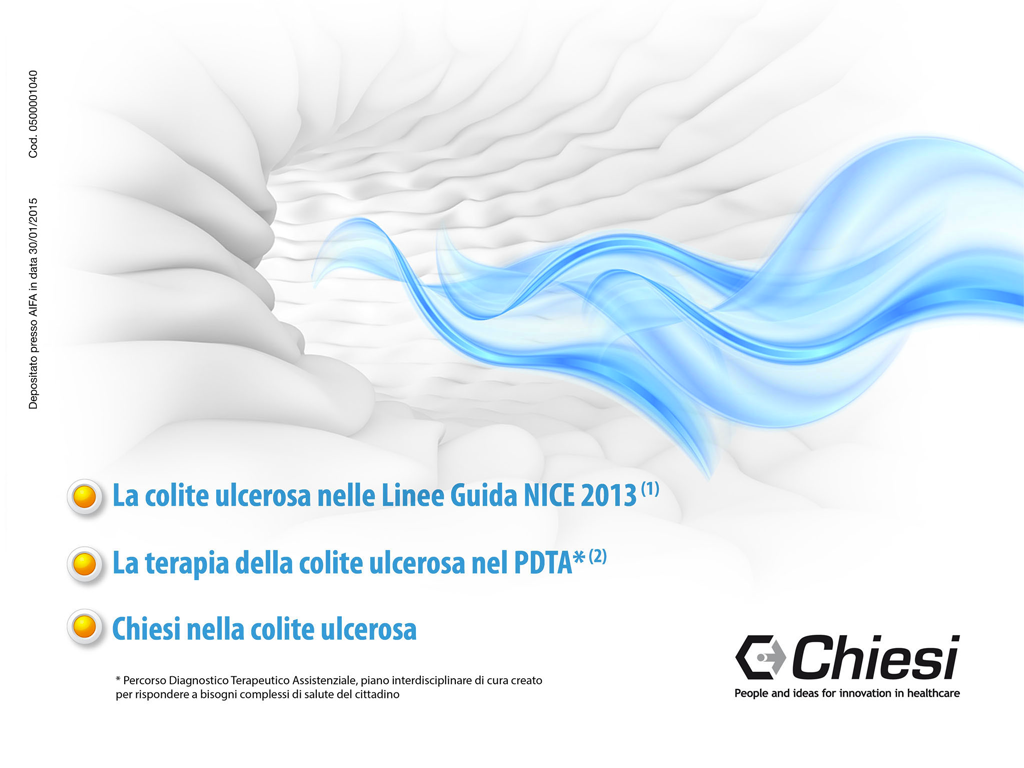 Depositato presso AIFA in data 30/01/2015 Cod. 0500001040
La colite ulcerosa nelle Linee Guida NICE 2013 (1)
La terapia della colite ulcerosa nel PDTA* (2)
Chiesi nella colite ulcerosa
* Percorso Diagnostico Terapeutico Assistenziale, piano interdisciplinare di cura creato
per rispondere a bisogni complessi di salute del cittadino
Chiesi
People and ideas for innovation in healthcare